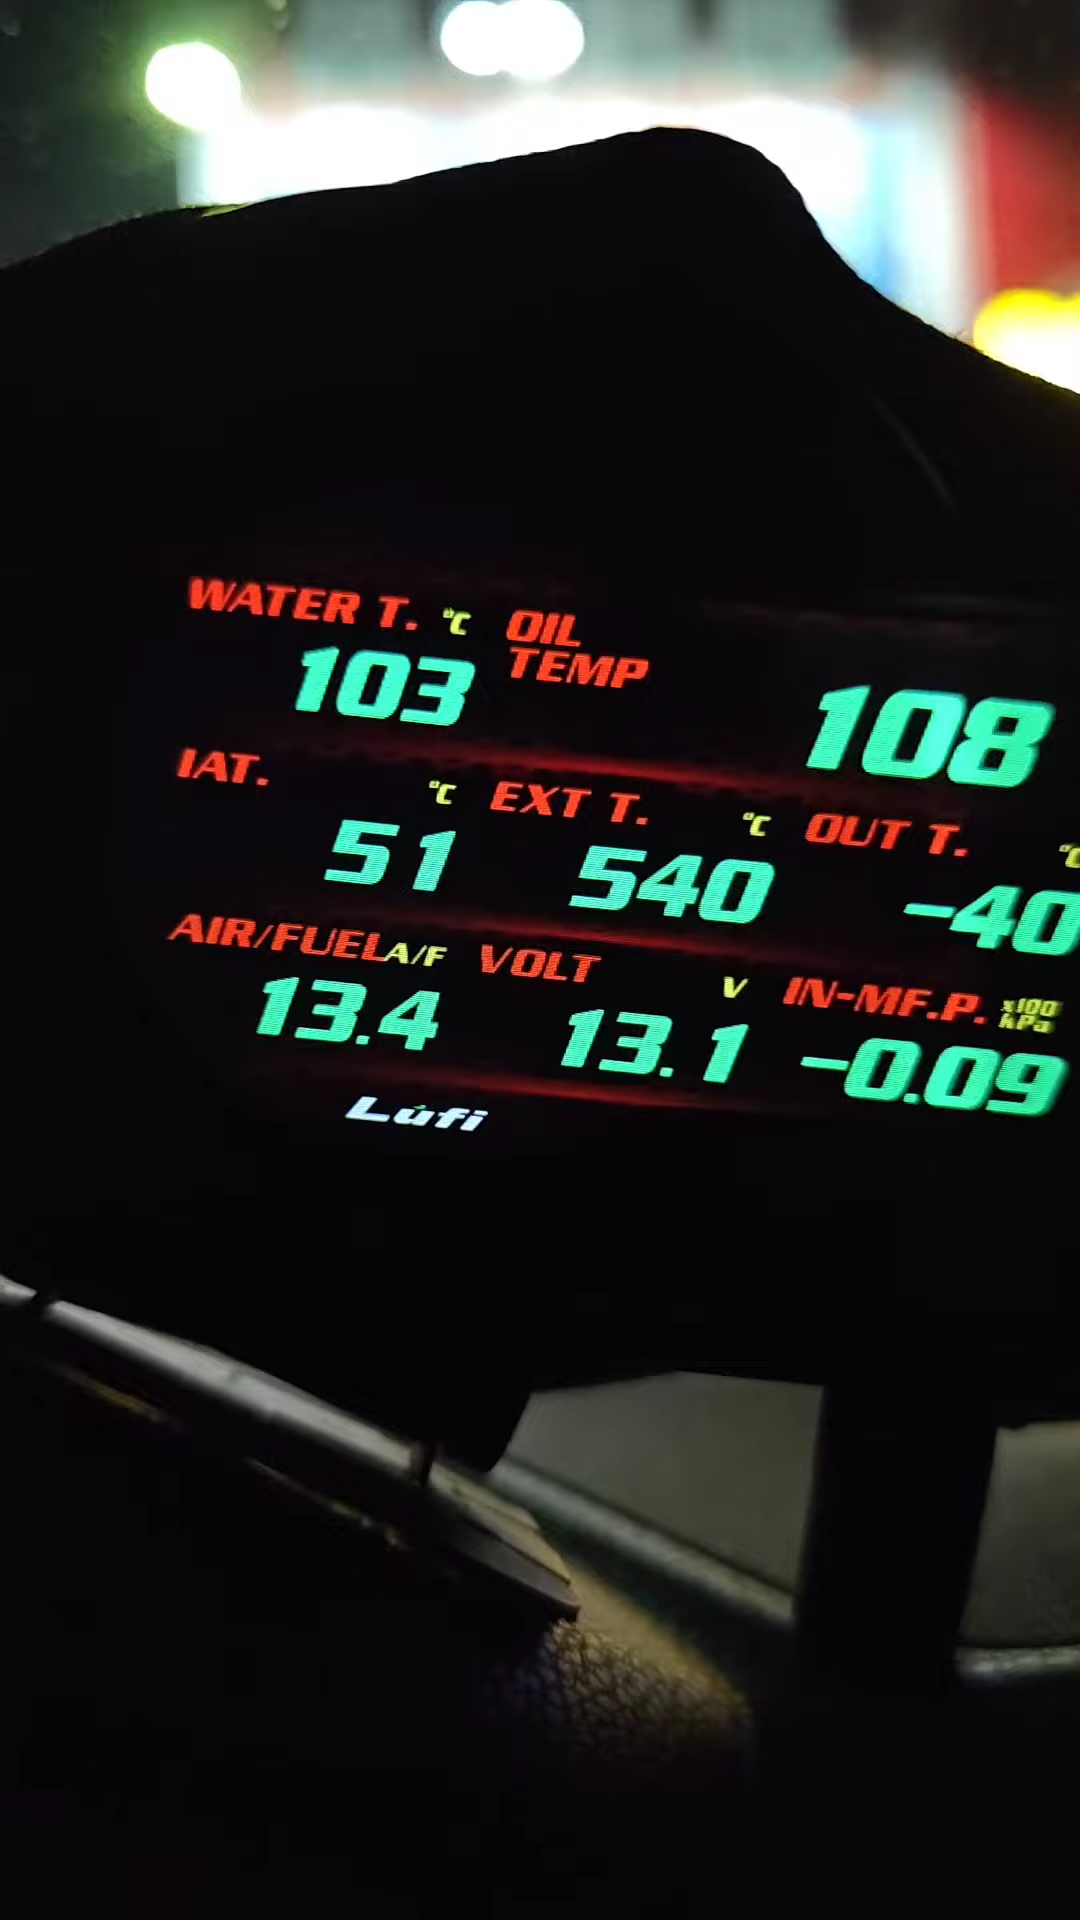 WATER T. °C OIL TEMP
103 108
IAT. °C EXT T. °C OUT T. °C
51 540 -40
AIR/FUEL A/F VOLT V IN-MF.P. x100 kPa
13.4 13.1 -0.09
Lufi